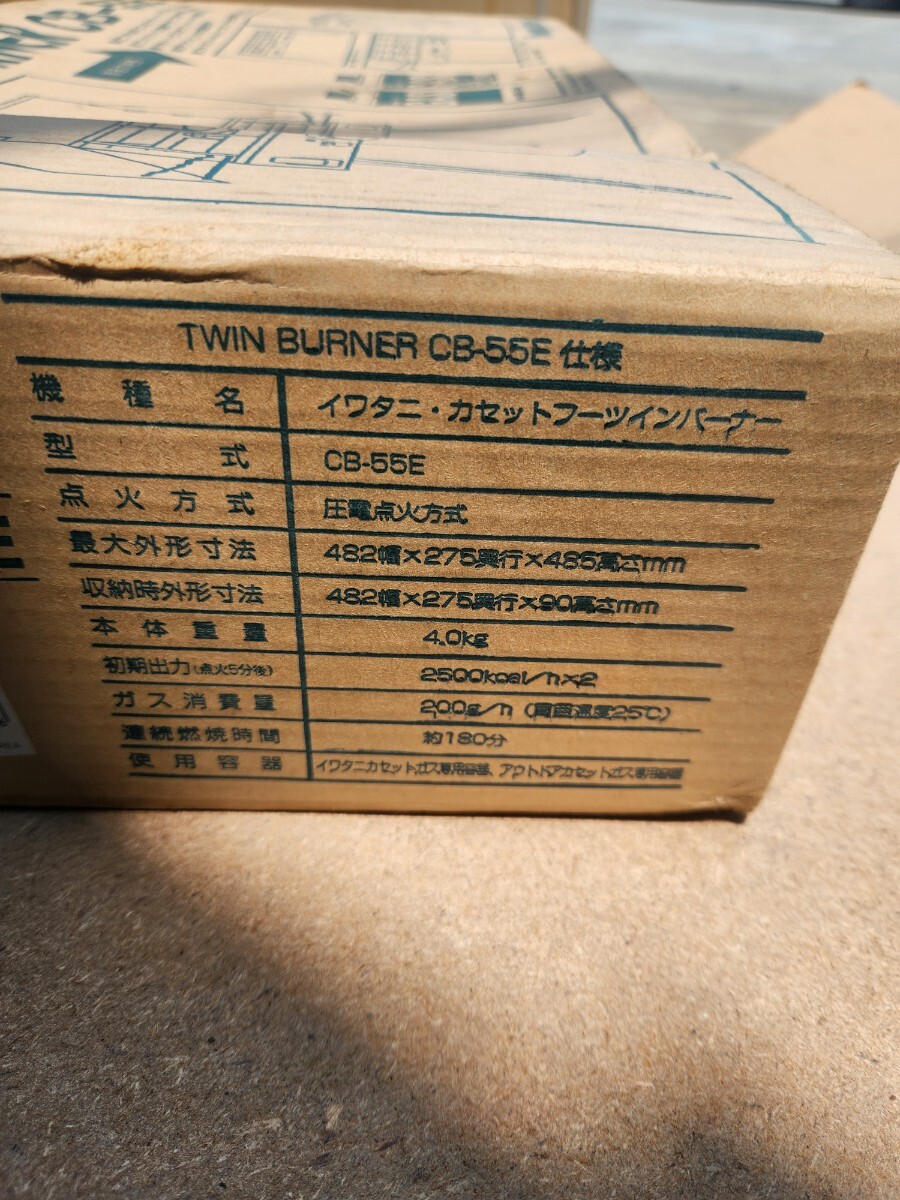 TWIN BURNER CB-55E 仕様
機種名 イワタニ・カセットフーツインバーナー
型式 CB-55E
点火方式 圧電点火方式
最大外形寸法 482幅×275奥行×485高さmm
収納時外形寸法 482幅×275奥行×90高さmm
本体重量 4.0kg
初期出力(点火5分後) 2500kcal/h×2
ガス消費量 200g/h (周囲温度25℃)
連続燃焼時間 約180分
使用容器 イワタニカセットガス専用容器、アウトドアカセットガス専用容器